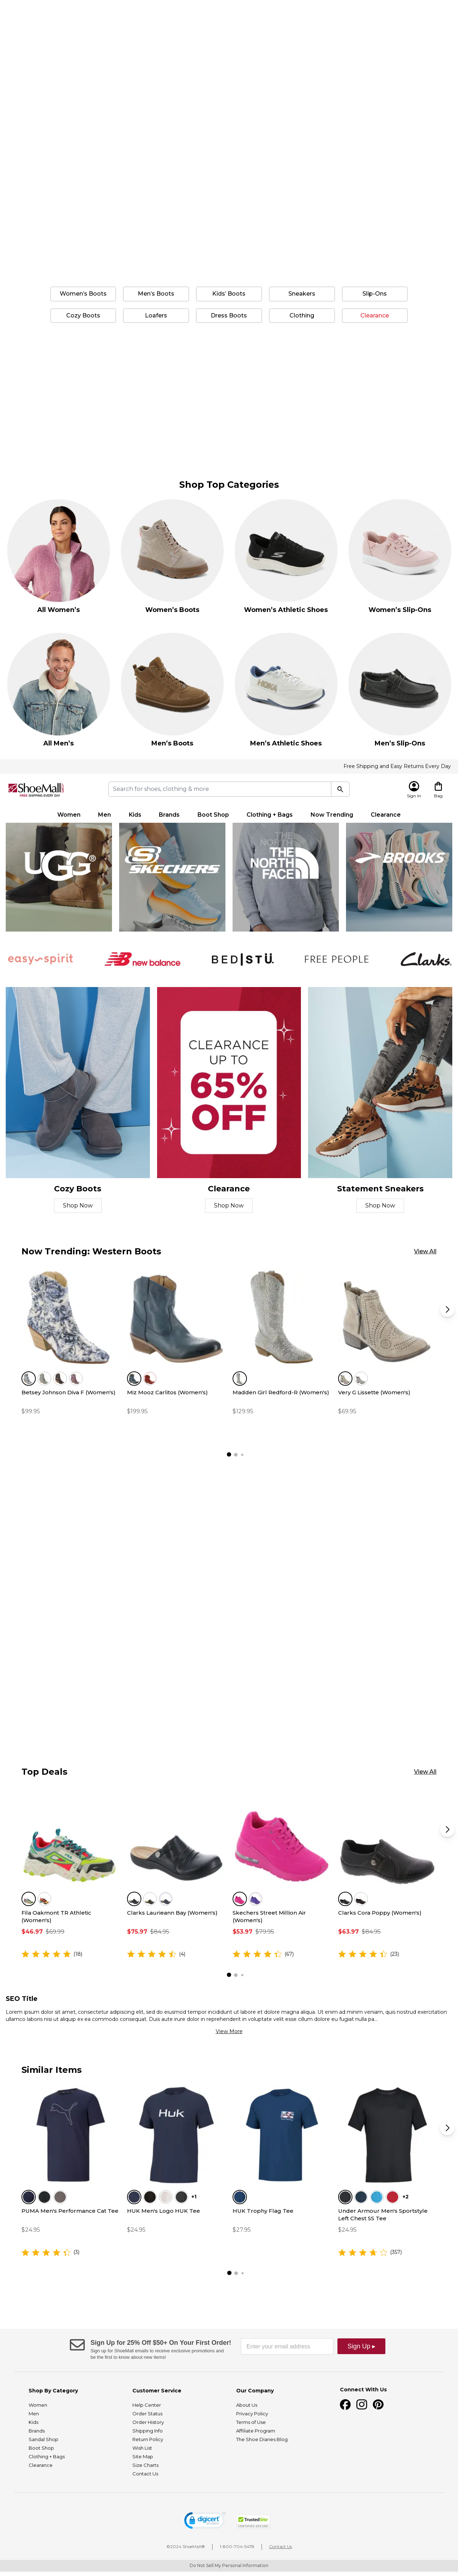 Women's Boots
Men's Boots
Kids' Boots
Sneakers
Slip-Ons
Cozy Boots
Loafers
Dress Boots
Clothing
Clearance
Shop Top Categories
All Women's
Women's Boots
Women's Athletic Shoes
Women's Slip-Ons
All Men's
Men's Boots
Men's Athletic Shoes
Men's Slip-Ons
Free Shipping and Easy Returns Every Day
ShoeMall
FREE SHIPPING EVERY DAY
Search for shoes, clothing & more
Sign In
Bag
Women
Men
Kids
Brands
Boot Shop
Clothing + Bags
Now Trending
Clearance
UGG®
SKECHERS
THE NORTH FACE
BROOKS
easy spirit
new balance
BED|STÜ
FREE PEOPLE
Clarks
CLEARANCE
UP TO
65%
OFF
Cozy Boots
Clearance
Statement Sneakers
Shop Now
Shop Now
Shop Now
Now Trending: Western Boots
View All
Betsey Johnson Diva F (Women's)
$99.95
Miz Mooz Carlitos (Women's)
$199.95
Madden Girl Redford-R (Women's)
$129.95
Very G Lissette (Women's)
$69.95
Top Deals
View All
Fila Oakmont TR Athletic (Women's)
$46.97 $69.99
(18)
Clarks Laurieann Bay (Women's)
$75.97 $84.95
(4)
Skechers Street Million Air (Women's)
$53.97 $79.95
(67)
Clarks Cora Poppy (Women's)
$63.97 $84.95
(23)
SEO Title
Lorem ipsum dolor sit amet, consectetur adipiscing elit, sed do eiusmod tempor incididunt ut labore et dolore magna aliqua. Ut enim ad minim veniam, quis nostrud exercitation
ullamco laboris nisi ut aliquip ex ea commodo consequat. Duis aute irure dolor in reprehenderit in voluptate velit esse cillum dolore eu fugiat nulla pa...
View More
Similar Items
PUMA Men's Performance Cat Tee
$24.95
(3)
+1
HUK Men's Logo HUK Tee
$24.95
HUK Trophy Flag Tee
$27.95
+2
Under Armour Men's Sportstyle Left Chest SS Tee
$24.95
(357)
Sign Up for 25% Off $50+ On Your First Order!
Sign up for ShoeMall emails to receive exclusive promotions and
be the first to know about new items!
Enter your email address
Sign Up ▸
Shop By Category
Women
Men
Kids
Brands
Sandal Shop
Boot Shop
Clothing + Bags
Clearance
Customer Service
Help Center
Order Status
Order History
Shipping Info
Return Policy
Wish List
Site Map
Size Charts
Contact Us
Our Company
About Us
Privacy Policy
Terms of Use
Affiliate Program
The Shoe Diaries Blog
Connect With Us
digicert
TrustedSite
CERTIFIED SECURE
©2024 ShoeMall®
1-800-704-5478
Contact Us
Do Not Sell My Personal Information